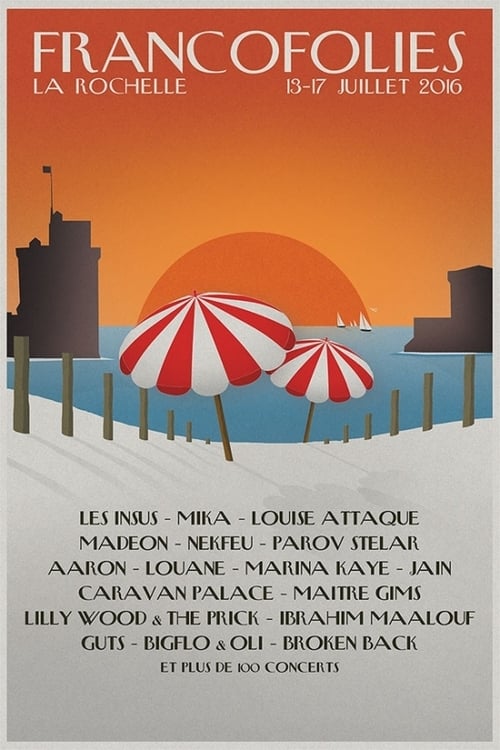 FRANCOFOLIES
LA ROCHELLE 13-17 JUILLET 2016
LES INSUS - MIKA - LOUISE ATTAQUE
MADEON - NEKFEU - PAROV STELAR
AARON - LOUANE - MARINA KAYE - JAIN
CARAVAN PALACE - MAITRE GIMS
LILLY WOOD & THE PRICK - IBRAHIM MAALOUF
GUTS - BIGFLO & OLI - BROKEN BACK
ET PLUS DE 100 CONCERTS